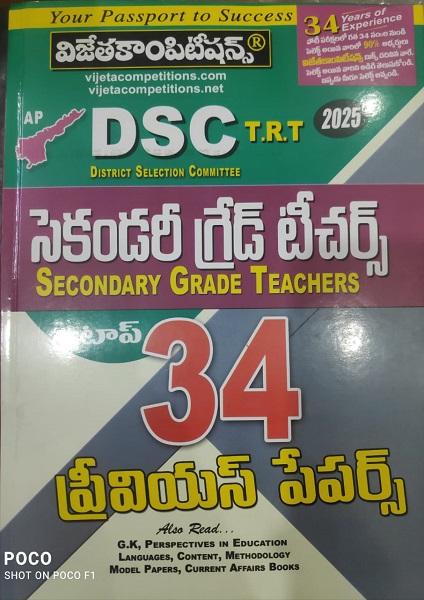 Your Passport to Success
విజేతకాంపిటీషన్స్®
vijetacompetitions.com
vijetacompetitions.net
34 Years of
Experience
AP
DSC T.R.T 2025
DISTRICT SELECTION COMMITTEE
సెకండరీ గ్రేడ్ టీచర్స్
SECONDARY GRADE TEACHERS
టాప్
34
ప్రీవియస్ పేపర్స్
Also Read...
G.K, PERSPECTIVES IN EDUCATION
LANGUAGES, CONTENT, METHODOLOGY
MODEL PAPERS, CURRENT AFFAIRS BOOKS
POCO
SHOT ON POCO F1